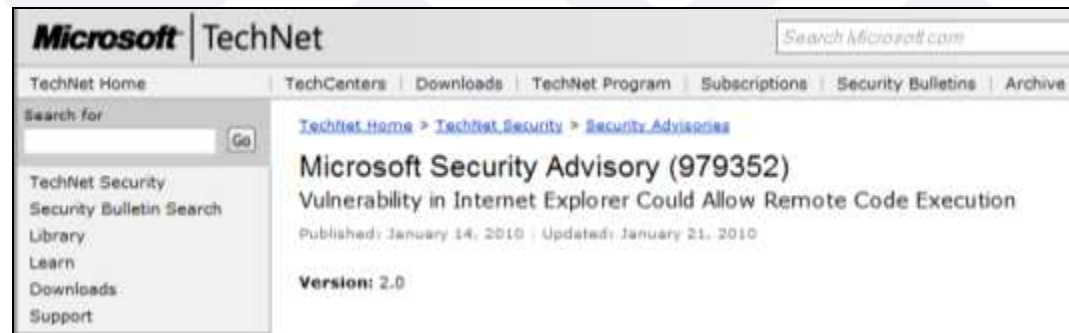 Microsoft | TechNet
Search Microsoft.com
TechNet Home | TechCenters | Downloads | TechNet Program | Subscriptions | Security Bulletins | Archive
Search for
Go
TechNet Security
Security Bulletin Search
Library
Learn
Downloads
Support
TechNet Home > TechNet Security > Security Advisories
Microsoft Security Advisory (979352)
Vulnerability in Internet Explorer Could Allow Remote Code Execution
Published: January 14, 2010 | Updated: January 21, 2010
Version: 2.0